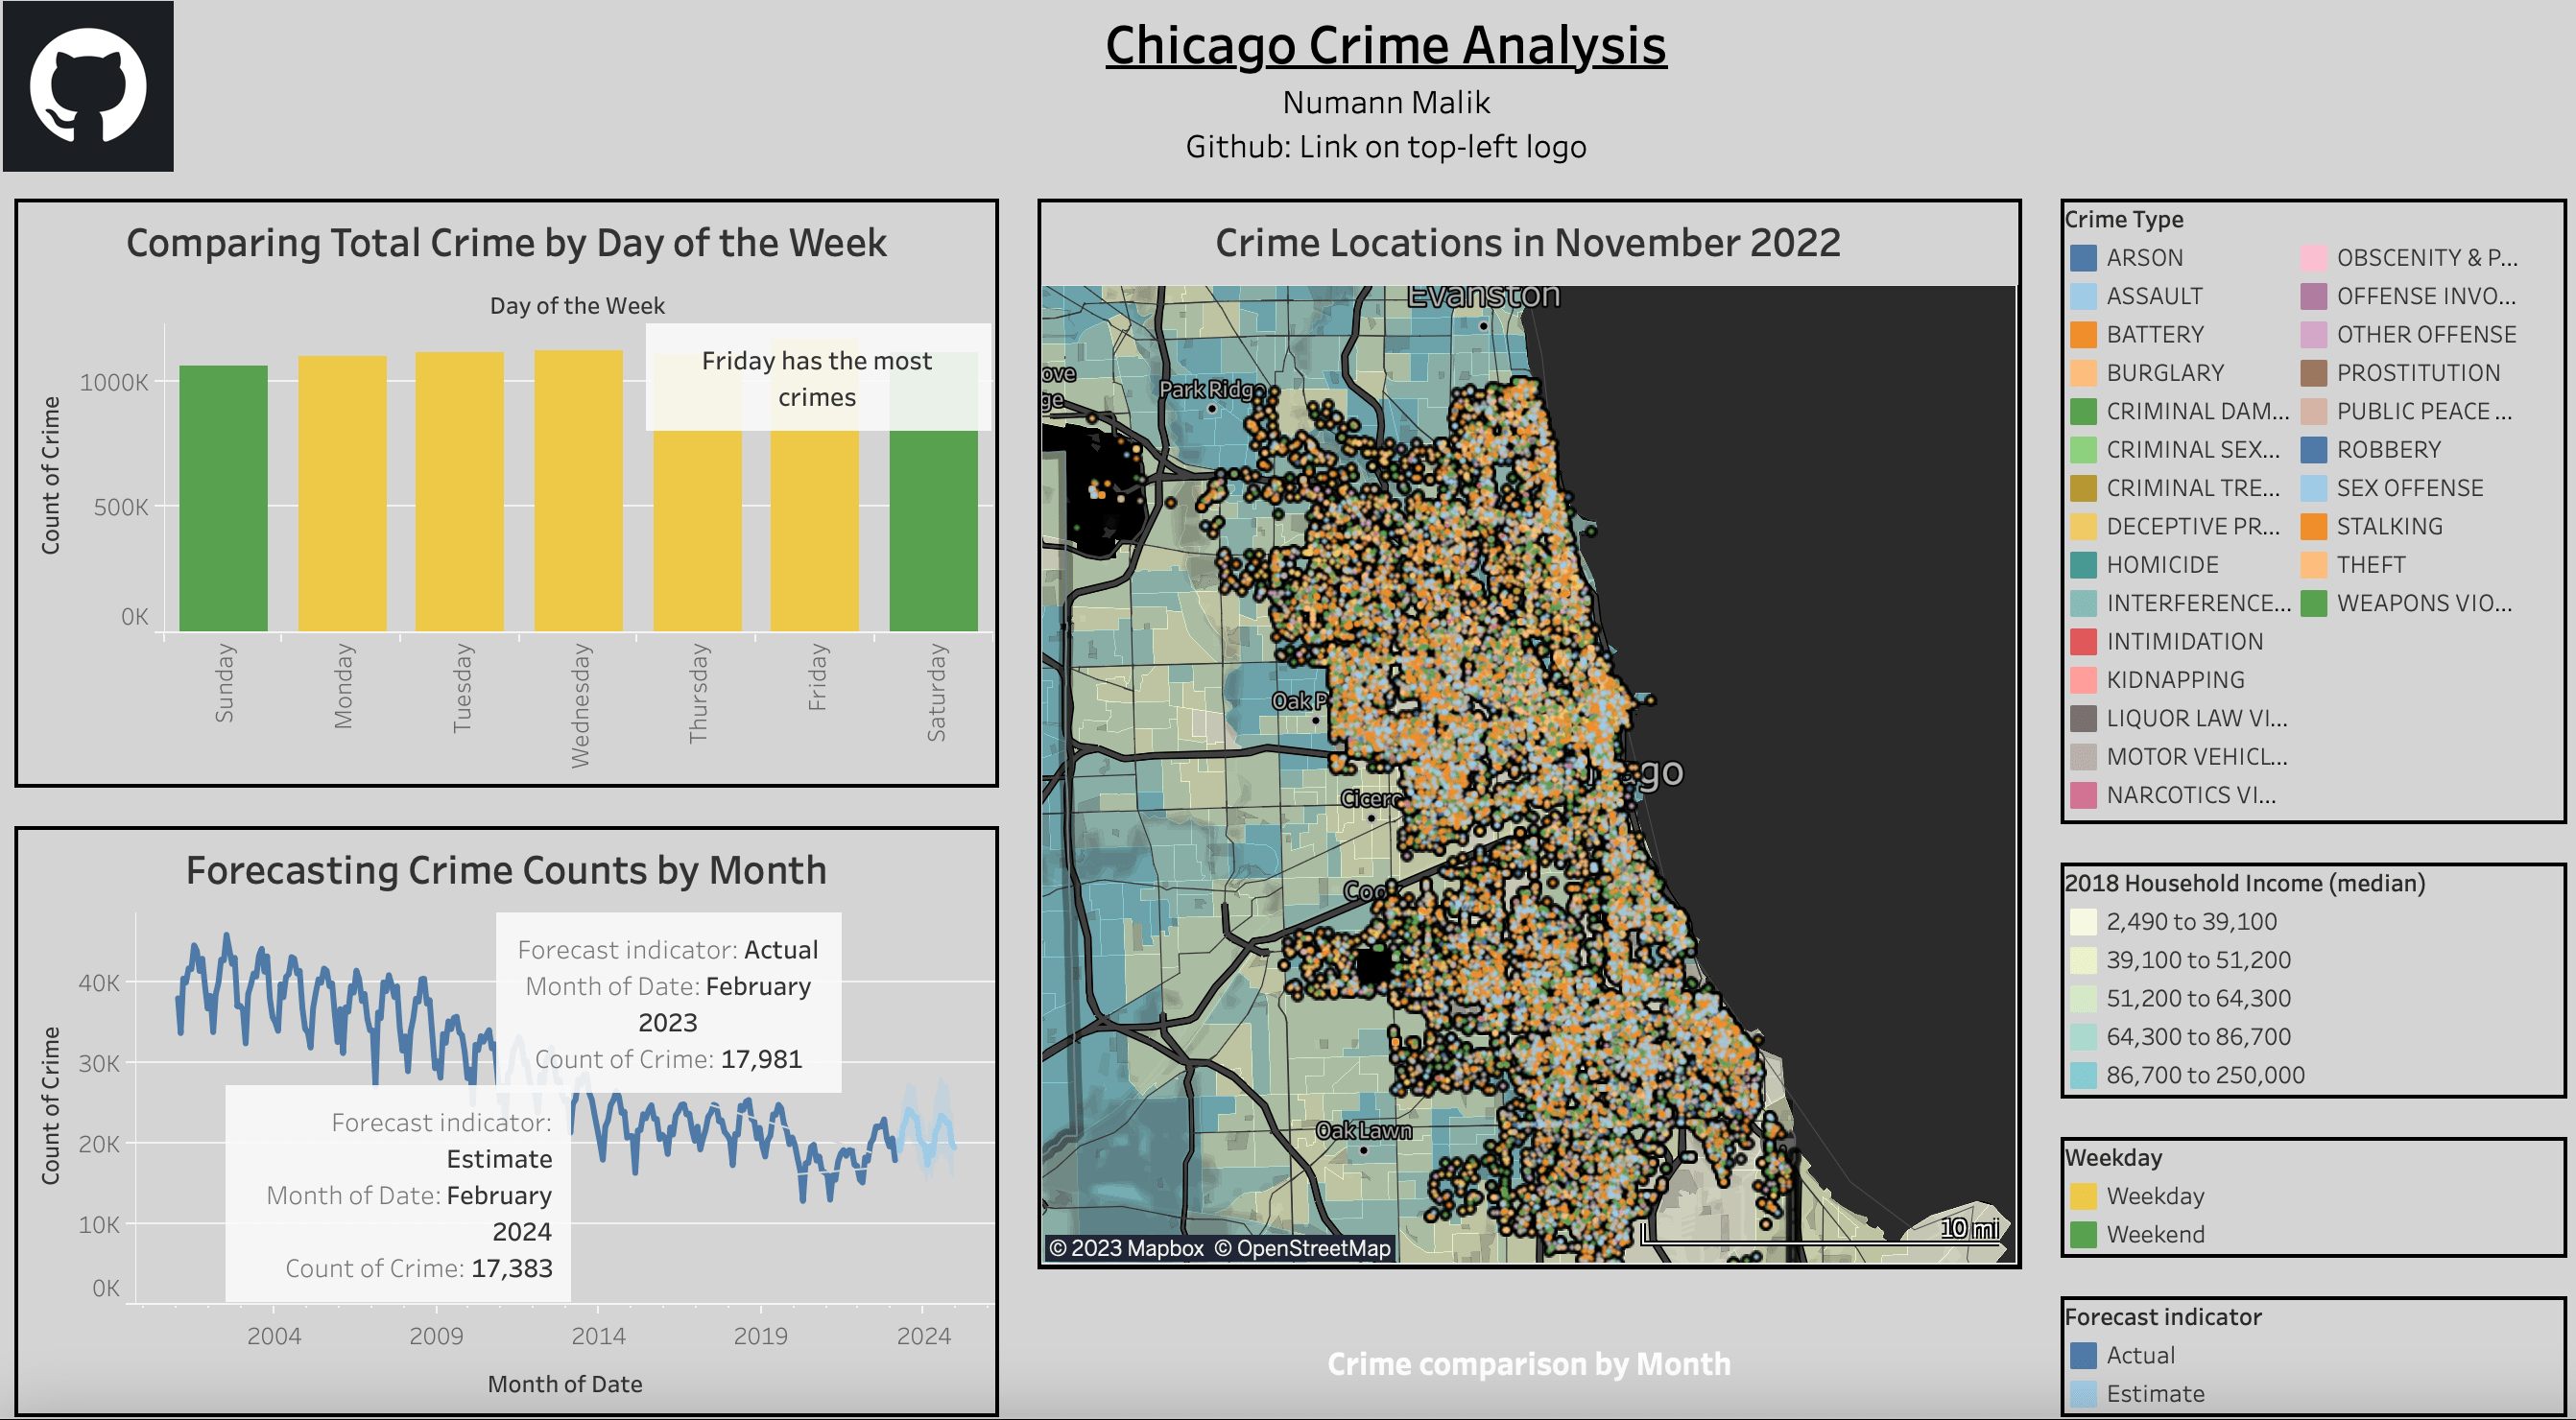 Chicago Crime Analysis
Numann Malik
Github: Link on top-left logo
Comparing Total Crime by Day of the Week
Day of the Week
Friday has the most
crimes
Count of Crime
1000K
500K
0K
Sunday
Monday
Tuesday
Wednesday
Thursday
Friday
Saturday
Forecasting Crime Counts by Month
Forecast indicator: Actual
Month of Date: February
2023
Count of Crime: 17,981
Forecast indicator:
Estimate
Month of Date: February
2024
Count of Crime: 17,383
Count of Crime
40K
30K
20K
10K
0K
2004
2009
2014
2019
2024
Month of Date
Crime Locations in November 2022
Evanston
ove
ge
Park Ridge
Oak P
ago
Cicero
Coo
Oak Lawn
10 mi
© 2023 Mapbox © OpenStreetMap
Crime comparison by Month
Crime Type
ARSON
ASSAULT
BATTERY
BURGLARY
CRIMINAL DAM...
CRIMINAL SEX...
CRIMINAL TRE...
DECEPTIVE PR...
HOMICIDE
INTERFERENCE...
INTIMIDATION
KIDNAPPING
LIQUOR LAW VI...
MOTOR VEHICL...
NARCOTICS VI...
OBSCENITY & P...
OFFENSE INVO...
OTHER OFFENSE
PROSTITUTION
PUBLIC PEACE ...
ROBBERY
SEX OFFENSE
STALKING
THEFT
WEAPONS VIO...
2018 Household Income (median)
2,490 to 39,100
39,100 to 51,200
51,200 to 64,300
64,300 to 86,700
86,700 to 250,000
Weekday
Weekday
Weekend
Forecast indicator
Actual
Estimate